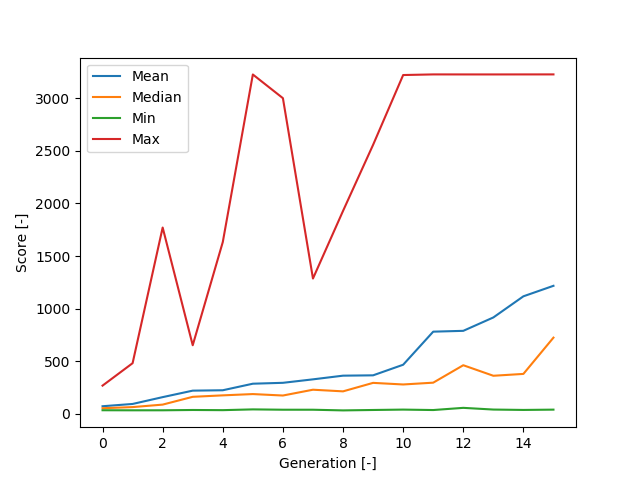 Mean
Median
Min
Max
3000
2500
2000
1500
1000
500
0
Score [-]
0 2 4 6 8 10 12 14
Generation [-]